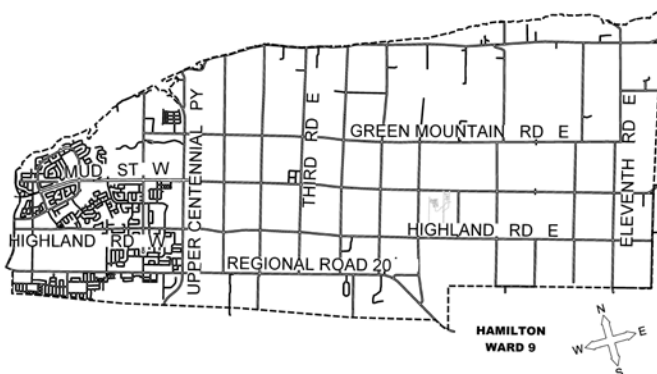 UPPER CENTENNIAL PY
THIRD RD E
GREEN MOUNTAIN RD E
ELEVENTH RD E
MUD ST W
HIGHLAND RD W
HIGHLAND RD E
REGIONAL ROAD 20
HAMILTON
WARD 9
N
E
W
S